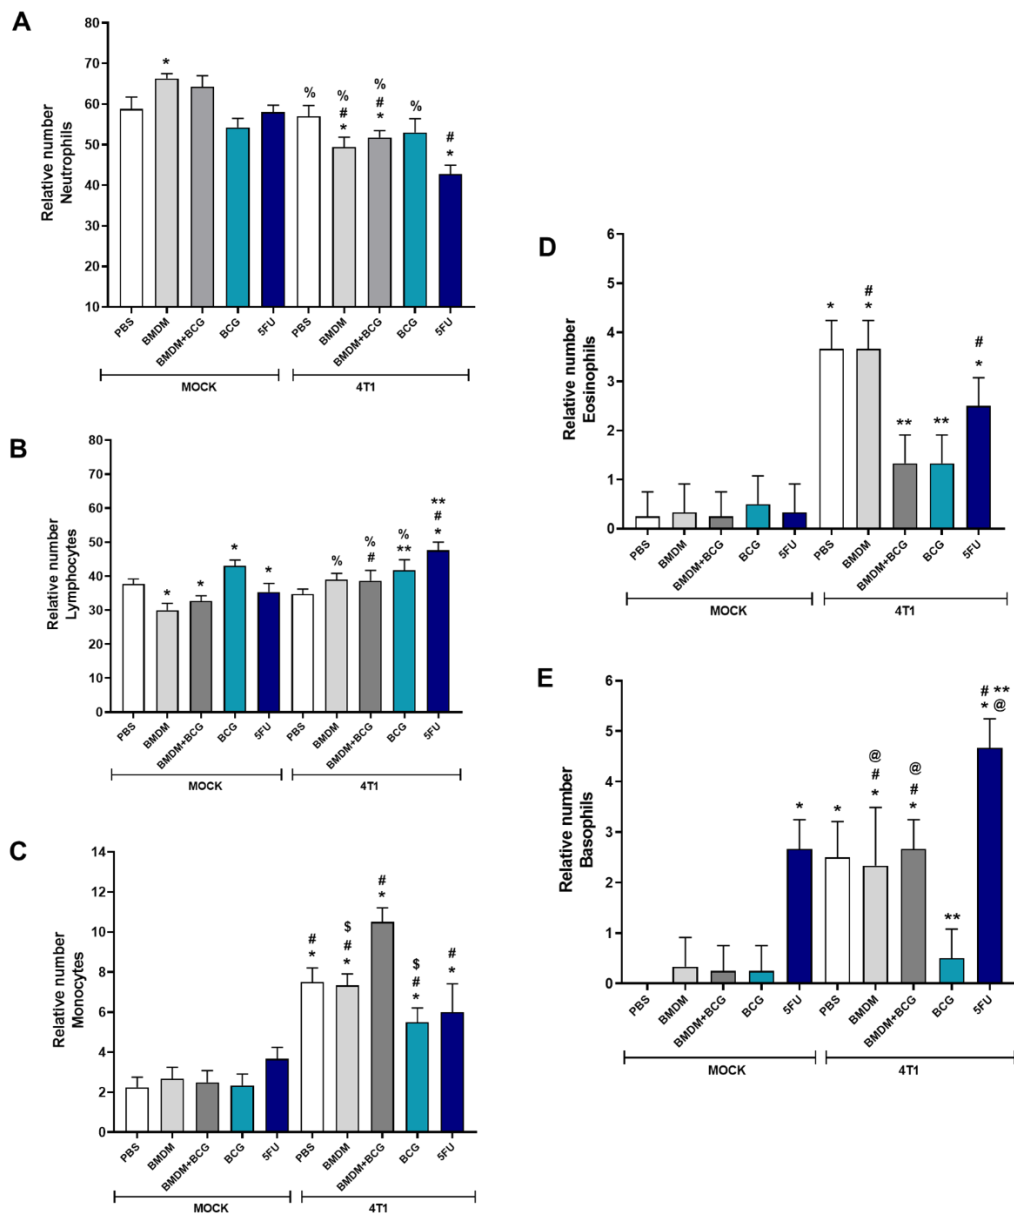 A
Relative number
Neutrophils
80
70
60
50
40
30
20
10
*
%
%
#
*
%
#
*
%
#
*
PBS
BMDM
BMDM+BCG
BCG
5FU
PBS
BMDM
BMDM+BCG
BCG
5FU
MOCK
4T1
B
Relative number
Lymphocytes
80
70
60
50
40
30
20
10
0
*
*
*
*
%
%
#
%
**
**
#
*
PBS
BMDM
BMDM+BCG
BCG
5FU
PBS
BMDM
BMDM+BCG
BCG
5FU
MOCK
4T1
C
Relative number
Monocytes
14
12
10
8
6
4
2
0
#
*
$
#
*
#
*
$
#
*
#
*
PBS
BMDM
BMDM+BCG
BCG
5FU
PBS
BMDM
BMDM+BCG
BCG
5FU
MOCK
4T1
D
Relative number
Eosinophils
6
5
4
3
2
1
0
*
#
*
**
**
#
*
PBS
BMDM
BMDM+BCG
BCG
5FU
PBS
BMDM
BMDM+BCG
BCG
5FU
MOCK
4T1
E
Relative number
Basophils
6
5
4
3
2
1
0
*
*
@
#
*
@
#
*
**
# **
* @
PBS
BMDM
BMDM+BCG
BCG
5FU
PBS
BMDM
BMDM+BCG
BCG
5FU
MOCK
4T1